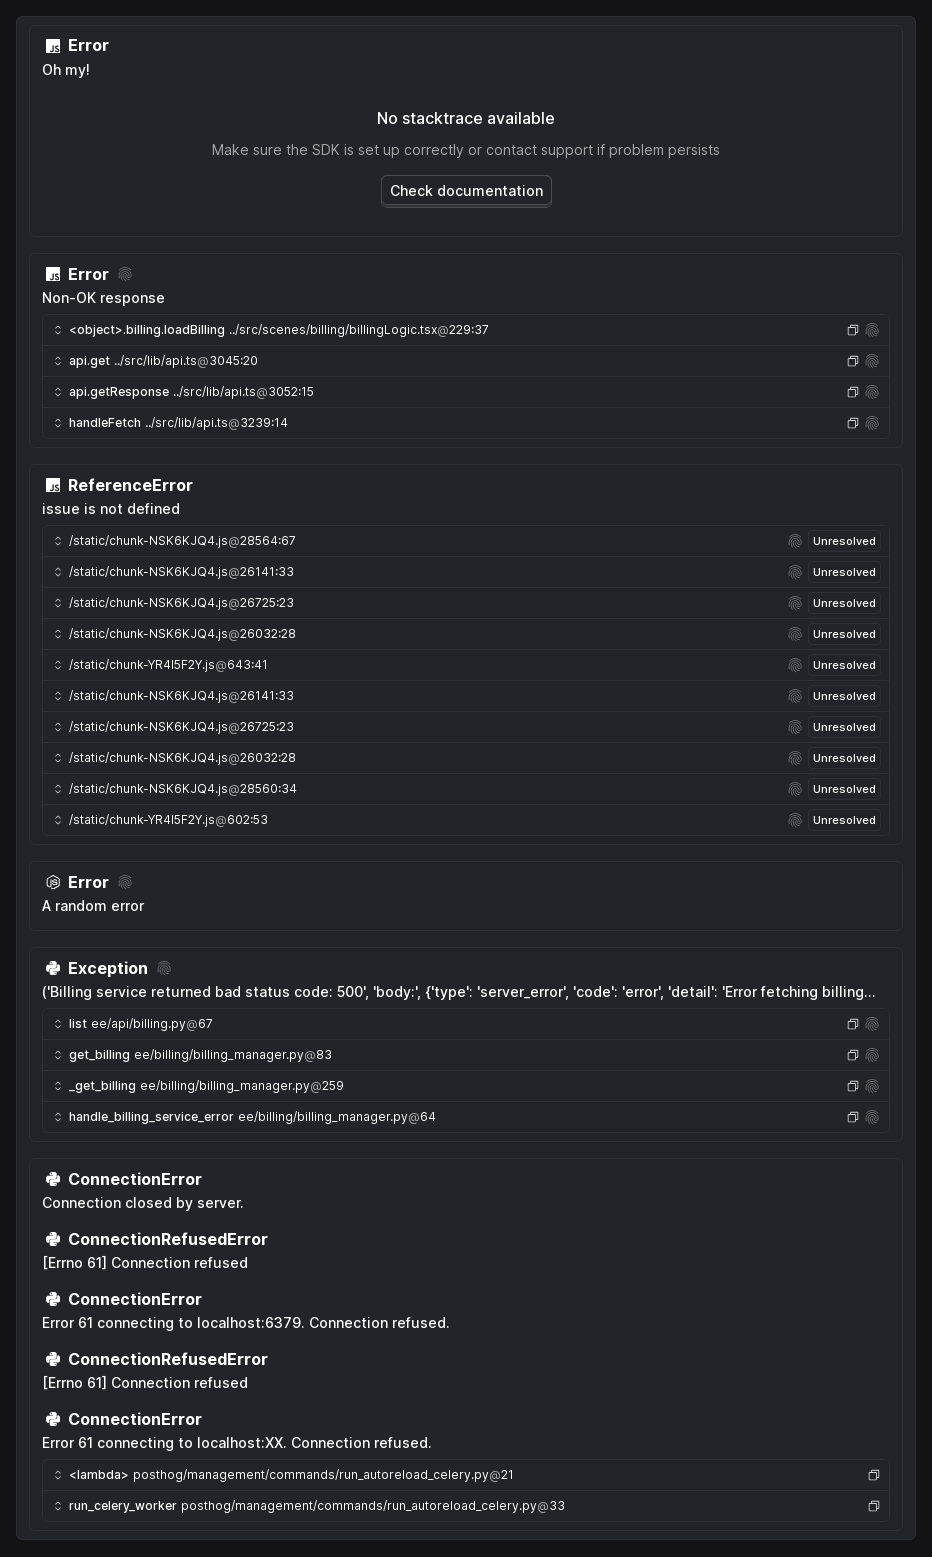 JS Error
Oh my!
No stacktrace available
Make sure the SDK is set up correctly or contact support if problem persists
Check documentation
JS Error
Non-OK response
<object>.billing.loadBilling ../src/scenes/billing/billingLogic.tsx@229:37
api.get ../src/lib/api.ts@3045:20
api.getResponse ../src/lib/api.ts@3052:15
handleFetch ../src/lib/api.ts@3239:14
JS ReferenceError
issue is not defined
/static/chunk-NSK6KJQ4.js@28564:67 Unresolved
/static/chunk-NSK6KJQ4.js@26141:33 Unresolved
/static/chunk-NSK6KJQ4.js@26725:23 Unresolved
/static/chunk-NSK6KJQ4.js@26032:28 Unresolved
/static/chunk-YR4I5F2Y.js@643:41 Unresolved
/static/chunk-NSK6KJQ4.js@26141:33 Unresolved
/static/chunk-NSK6KJQ4.js@26725:23 Unresolved
/static/chunk-NSK6KJQ4.js@26032:28 Unresolved
/static/chunk-NSK6KJQ4.js@28560:34 Unresolved
/static/chunk-YR4I5F2Y.js@602:53 Unresolved
JS Error
A random error
Exception
('Billing service returned bad status code: 500', 'body:', {'type': 'server_error', 'code': 'error', 'detail': 'Error fetching billing...
list ee/api/billing.py@67
get_billing ee/billing/billing_manager.py@83
_get_billing ee/billing/billing_manager.py@259
handle_billing_service_error ee/billing/billing_manager.py@64
ConnectionError
Connection closed by server.
ConnectionRefusedError
[Errno 61] Connection refused
ConnectionError
Error 61 connecting to localhost:6379. Connection refused.
ConnectionRefusedError
[Errno 61] Connection refused
ConnectionError
Error 61 connecting to localhost:XX. Connection refused.
<lambda> posthog/management/commands/run_autoreload_celery.py@21
run_celery_worker posthog/management/commands/run_autoreload_celery.py@33